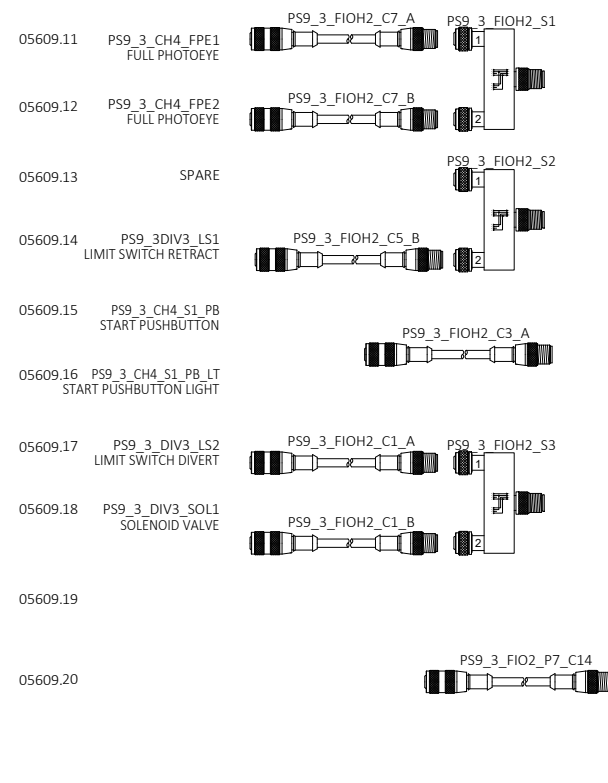 PS9_3_FIOH2_C7_A
PS9_3_FIOH2_S1
05609.11
PS9_3_CH4_FPE1
FULL PHOTOEYE
1
PS9_3_FIOH2_C7_B
05609.12
PS9_3_CH4_FPE2
FULL PHOTOEYE
2
PS9_3_FIOH2_S2
05609.13
SPARE
1
05609.14
PS9_3DIV3_LS1
LIMIT SWITCH RETRACT
PS9_3_FIOH2_C5_B
2
05609.15
PS9_3_CH4_S1_PB
START PUSHBUTTON
PS9_3_FIOH2_C3_A
05609.16
PS9_3_CH4_S1_PB_LT
START PUSHBUTTON LIGHT
05609.17
PS9_3_DIV3_LS2
LIMIT SWITCH DIVERT
PS9_3_FIOH2_C1_A
PS9_3_FIOH2_S3
1
05609.18
PS9_3_DIV3_SOL1
SOLENOID VALVE
PS9_3_FIOH2_C1_B
2
05609.19
05609.20
PS9_3_FIO2_P7_C14